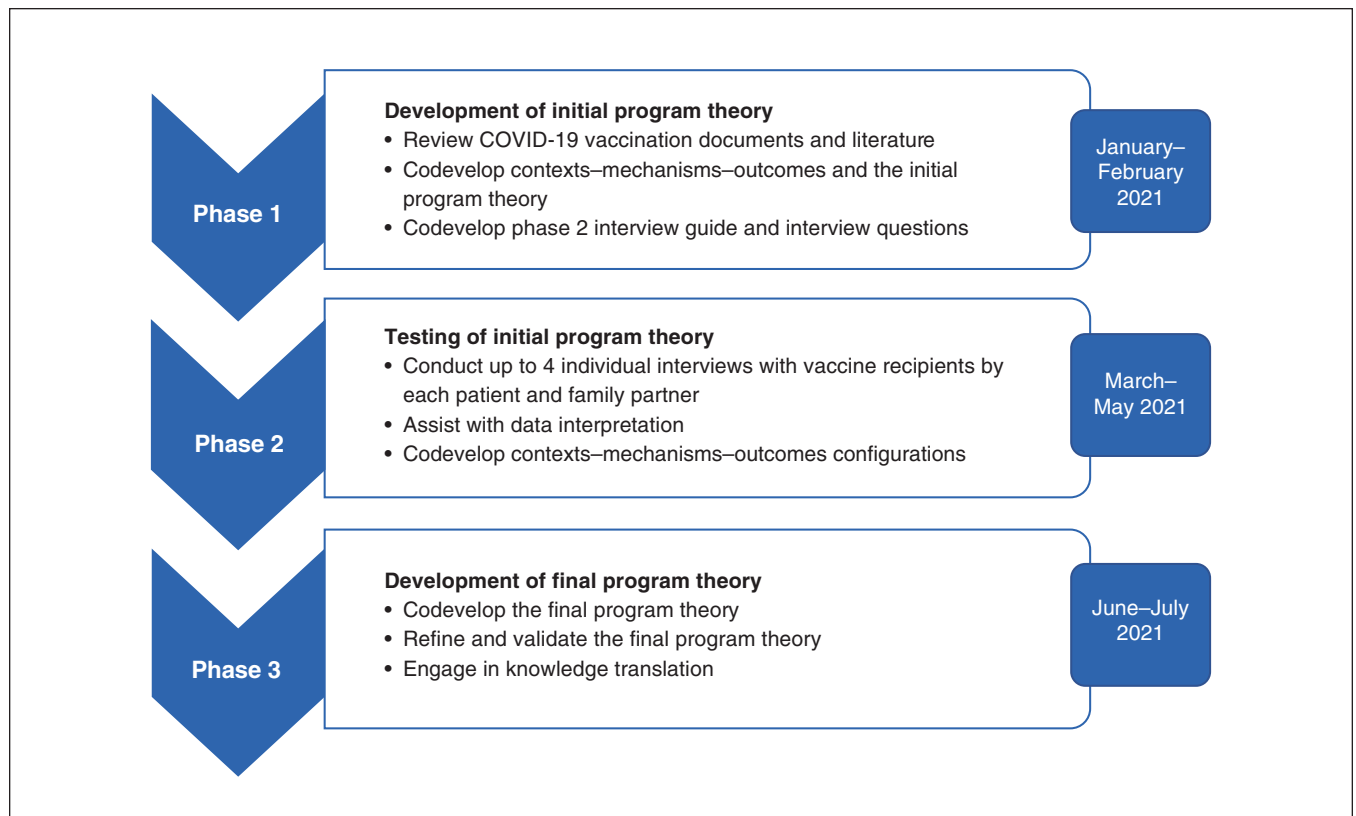 Phase 1
Development of initial program theory
• Review COVID-19 vaccination documents and literature
• Codevelop contexts–mechanisms–outcomes and the initial
program theory
• Codevelop phase 2 interview guide and interview questions
January–
February
2021
Phase 2
Testing of initial program theory
• Conduct up to 4 individual interviews with vaccine recipients by
each patient and family partner
• Assist with data interpretation
• Codevelop contexts–mechanisms–outcomes configurations
March–
May 2021
Phase 3
Development of final program theory
• Codevelop the final program theory
• Refine and validate the final program theory
• Engage in knowledge translation
June–July
2021